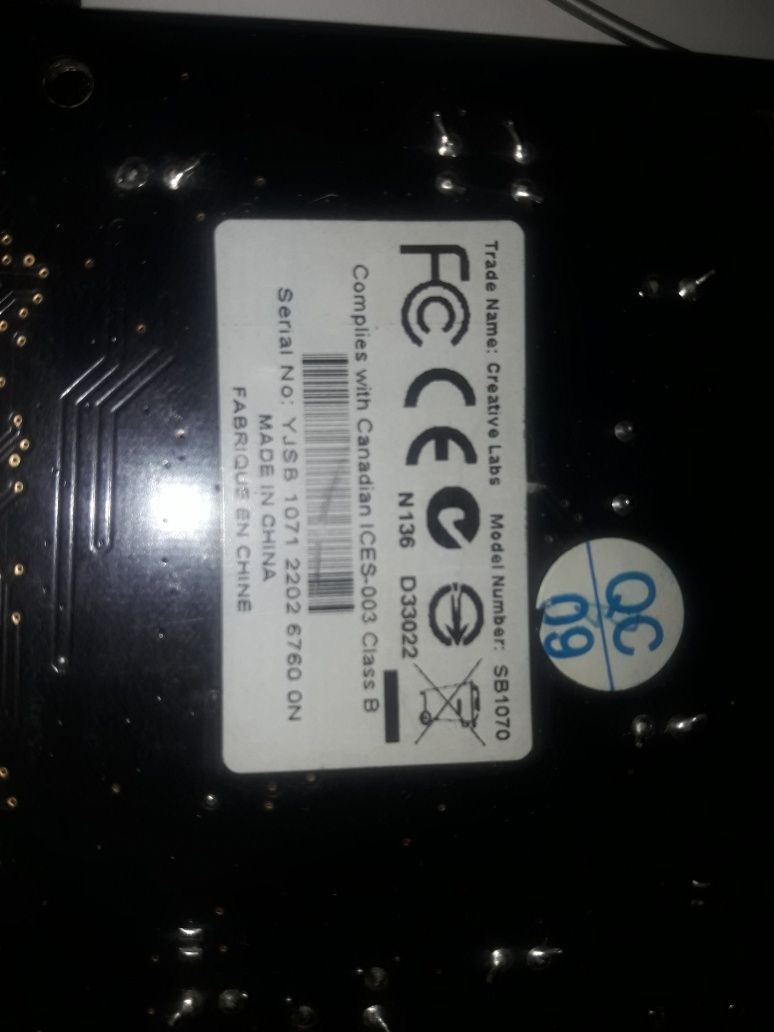 Trade Name: Creative Labs Model Number: SB1070
FC CE
N136 D33022
Complies with Canadian ICES-003 Class B
Serial No: YJSB 1071 2202 6760 0N
MADE IN CHINA
FABRIQUE EN CHINE
QC
09